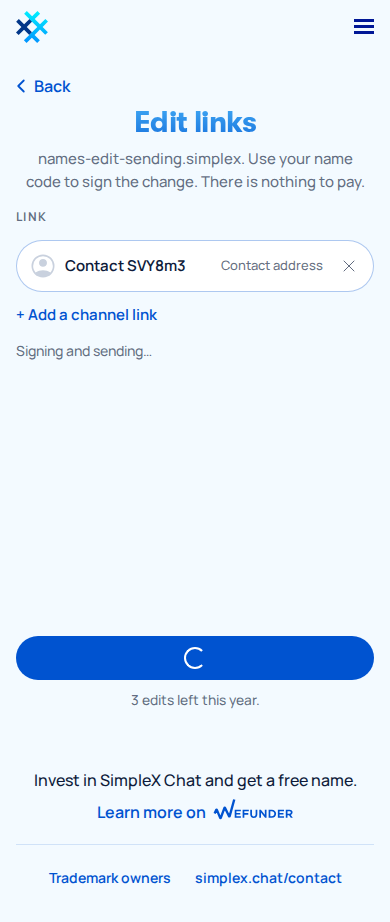 Back
Edit links
names-edit-sending.simplex. Use your name
code to sign the change. There is nothing to pay.
LINK
Contact SVY8m3 Contact address
+ Add a channel link
Signing and sending...
3 edits left this year.
Invest in SimpleX Chat and get a free name.
Learn more on WEFUNDER
Trademark owners simplex.chat/contact